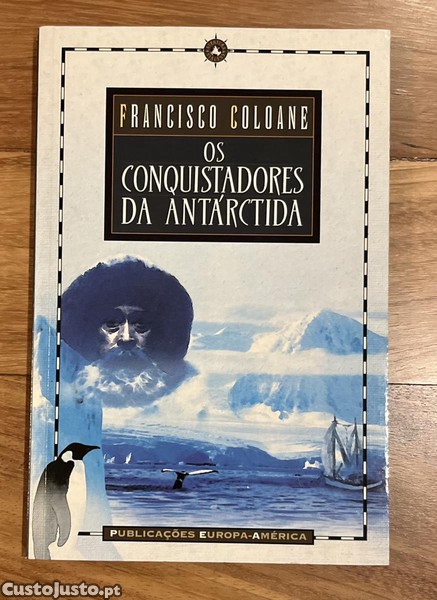 FRANCISCO COLOANE
OS
CONQUISTADORES
DA ANTÁRCTIDA
PUBLICAÇÕES EUROPA-AMÉRICA
CustoJusto.pt